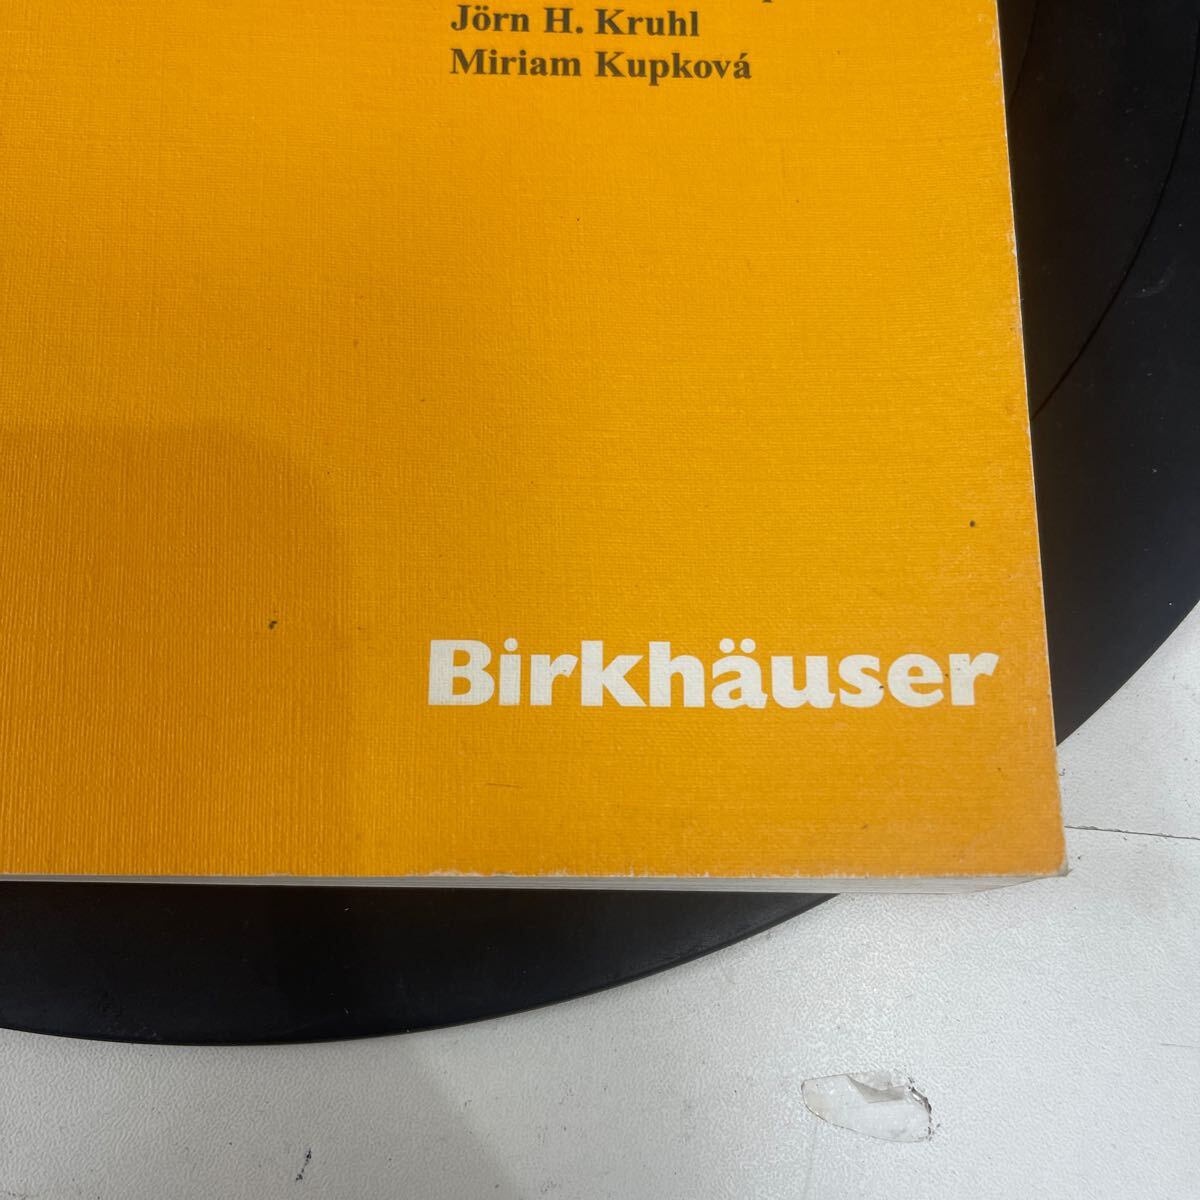 Jörn H. Kruhl
Miriam Kupková
Birkhäuser